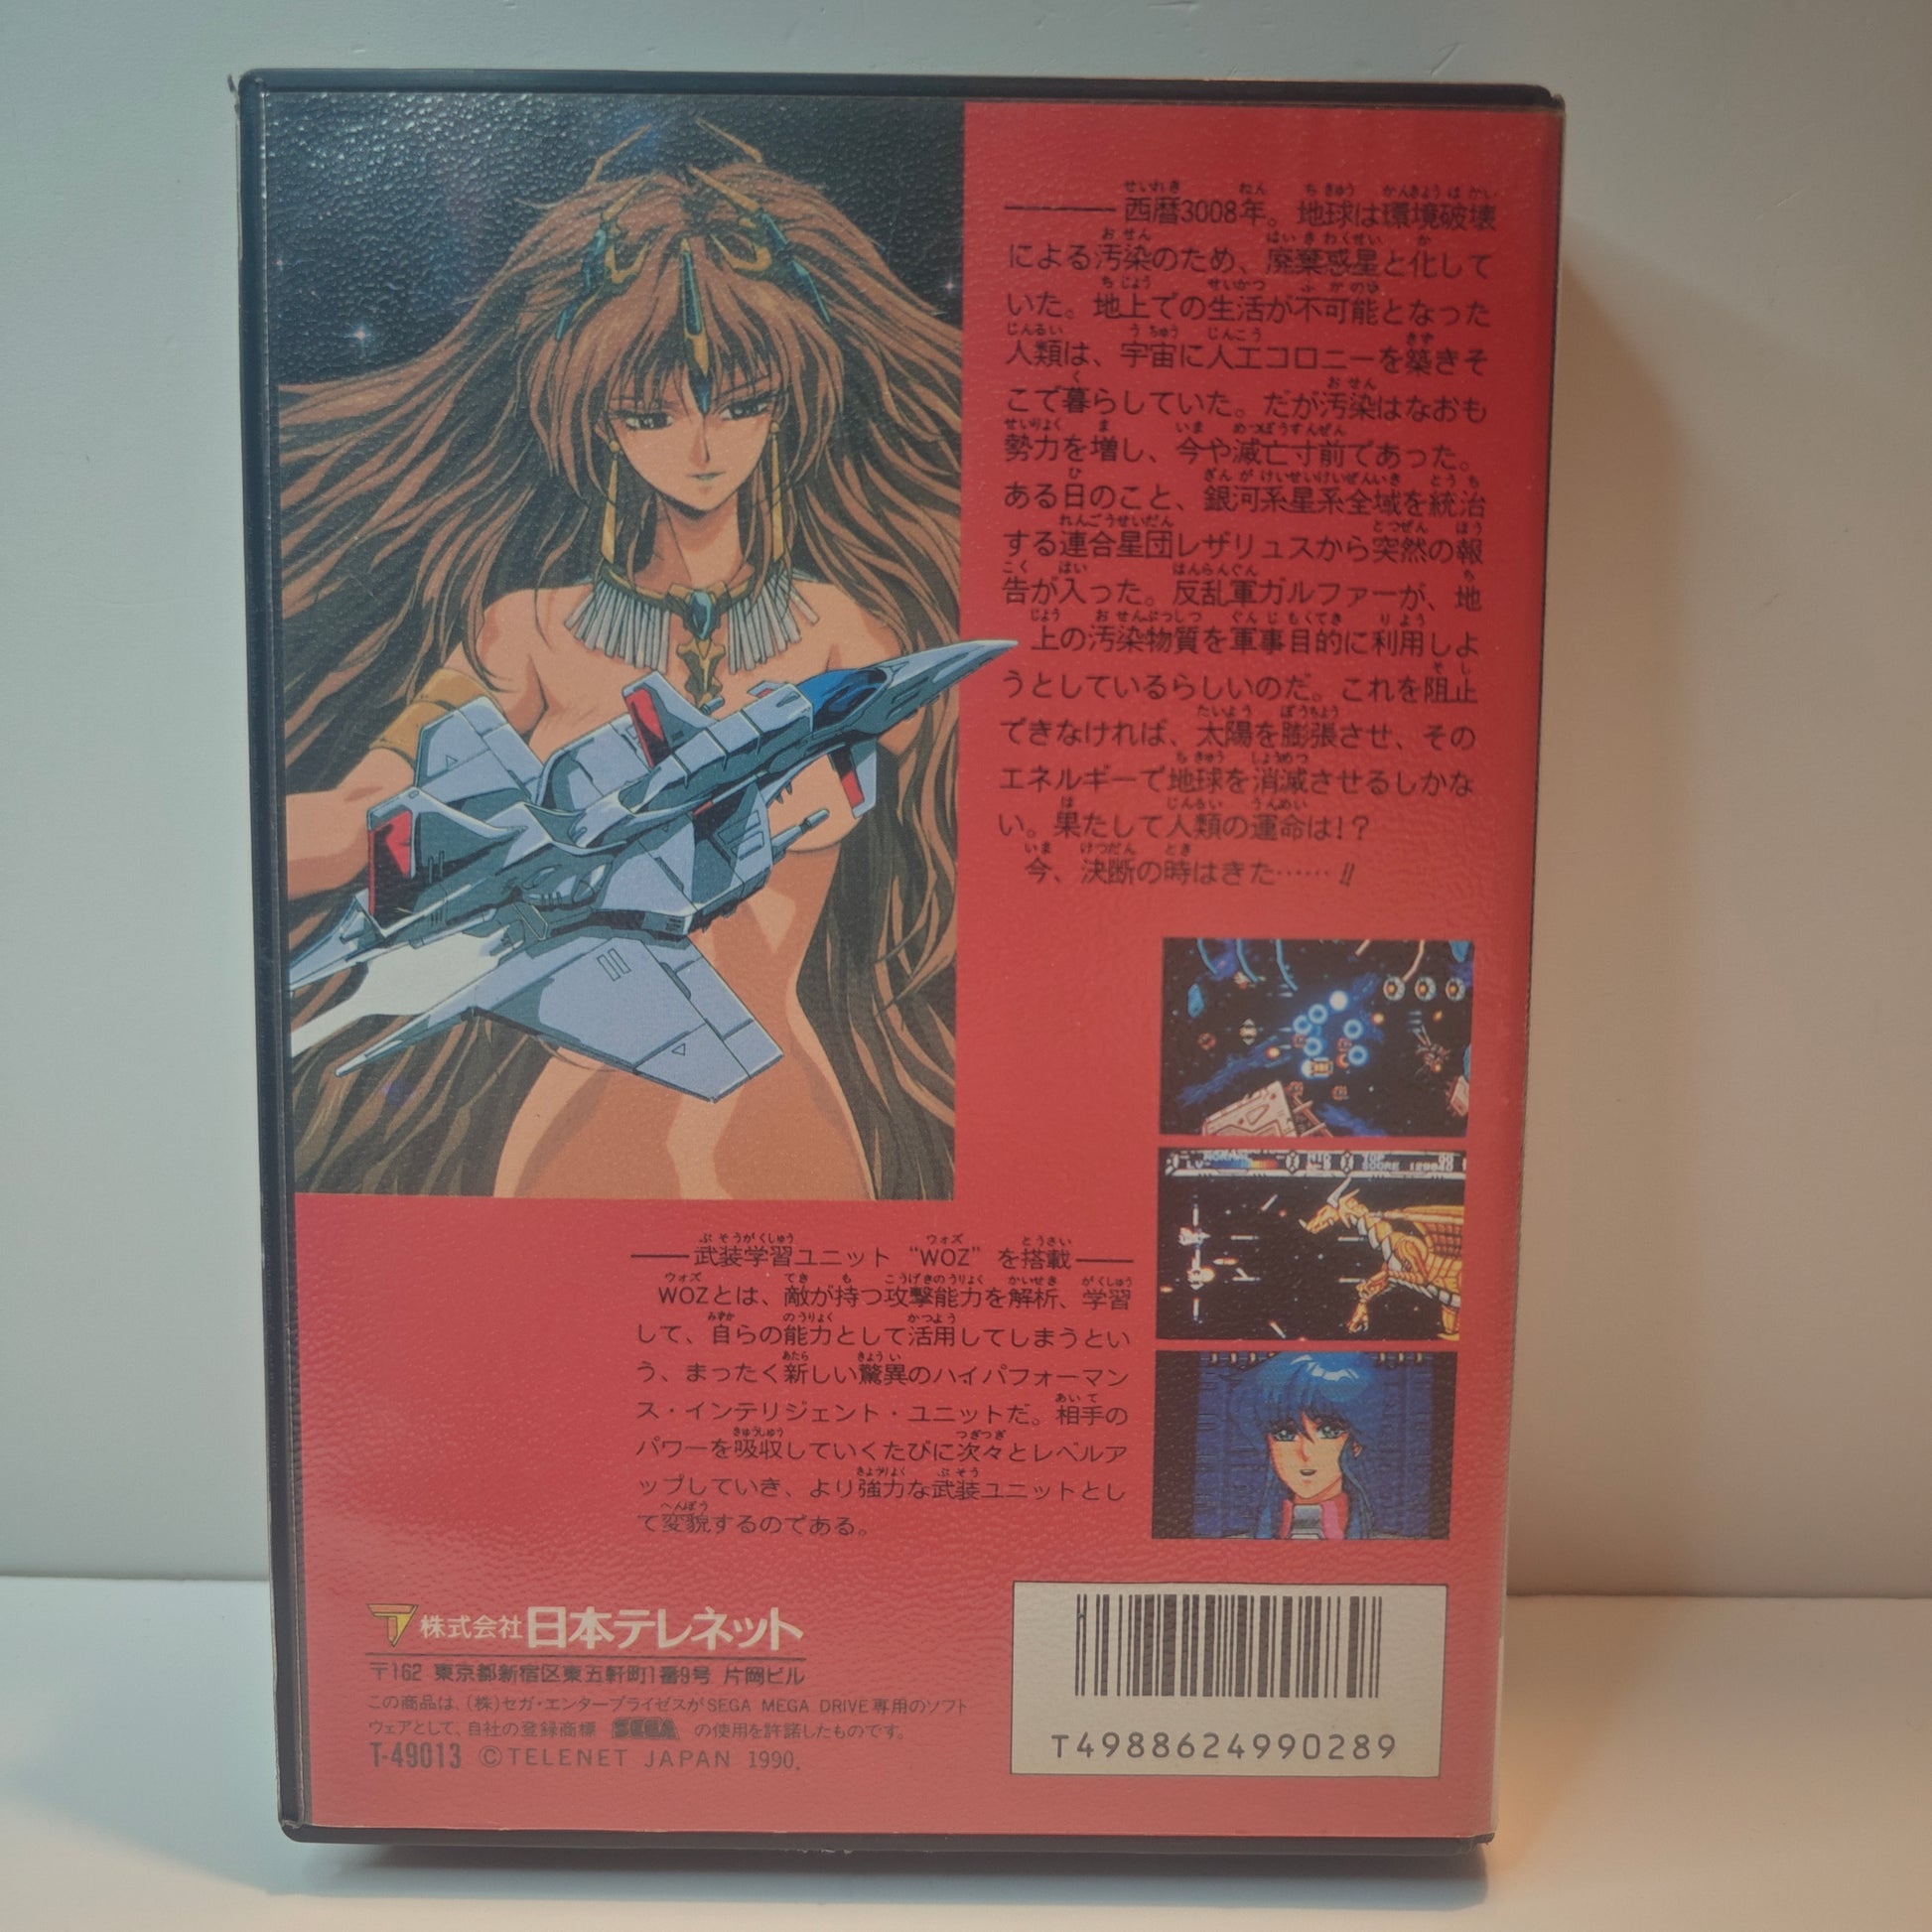 ――― 西暦3008年。地球は環境破壊
による汚染のため、廃棄惑星と化して
いた。地上での生活が不可能となった
人類は、宇宙に人工コロニーを築きそ
こで暮らしていた。だが汚染はなおも
勢力を増し、今や滅亡寸前であった。
ある日のこと、銀河系星系全域を統治
する連合星団レザリュスから突然の報
告が入った。反乱軍ガルファーが、地
上の汚染物質を軍事目的に利用しよ
うとしているらしいのだ。これを阻止
できなければ、太陽を膨張させ、その
エネルギーで地球を消滅させるしかな
い。果たして人類の運命は!?
今、決断の時はきた……!!
TOP
SCORE
――武装学習ユニット “WOZ” を搭載――
WOZとは、敵が持つ攻撃能力を解析、学習
して、自らの能力として活用してしまうとい
う、まったく新しい驚異のハイパフォーマン
ス・インテリジェント・ユニットだ。相手の
パワーを吸収していくたびに次々とレベルア
ップしていき、より強力な武装ユニットとし
て変貌するのである。
株式会社日本テレネット
〒162 東京都新宿区東五軒町1番9号 片岡ビル
この商品は、(株)セガ・エンタープライゼスがSEGA MEGA DRIVE専用のソフト
ウェアとして、自社の登録商標 SEGA の使用を許諾したものです。
T-49013 ©TELENET JAPAN 1990.
T4988624990289